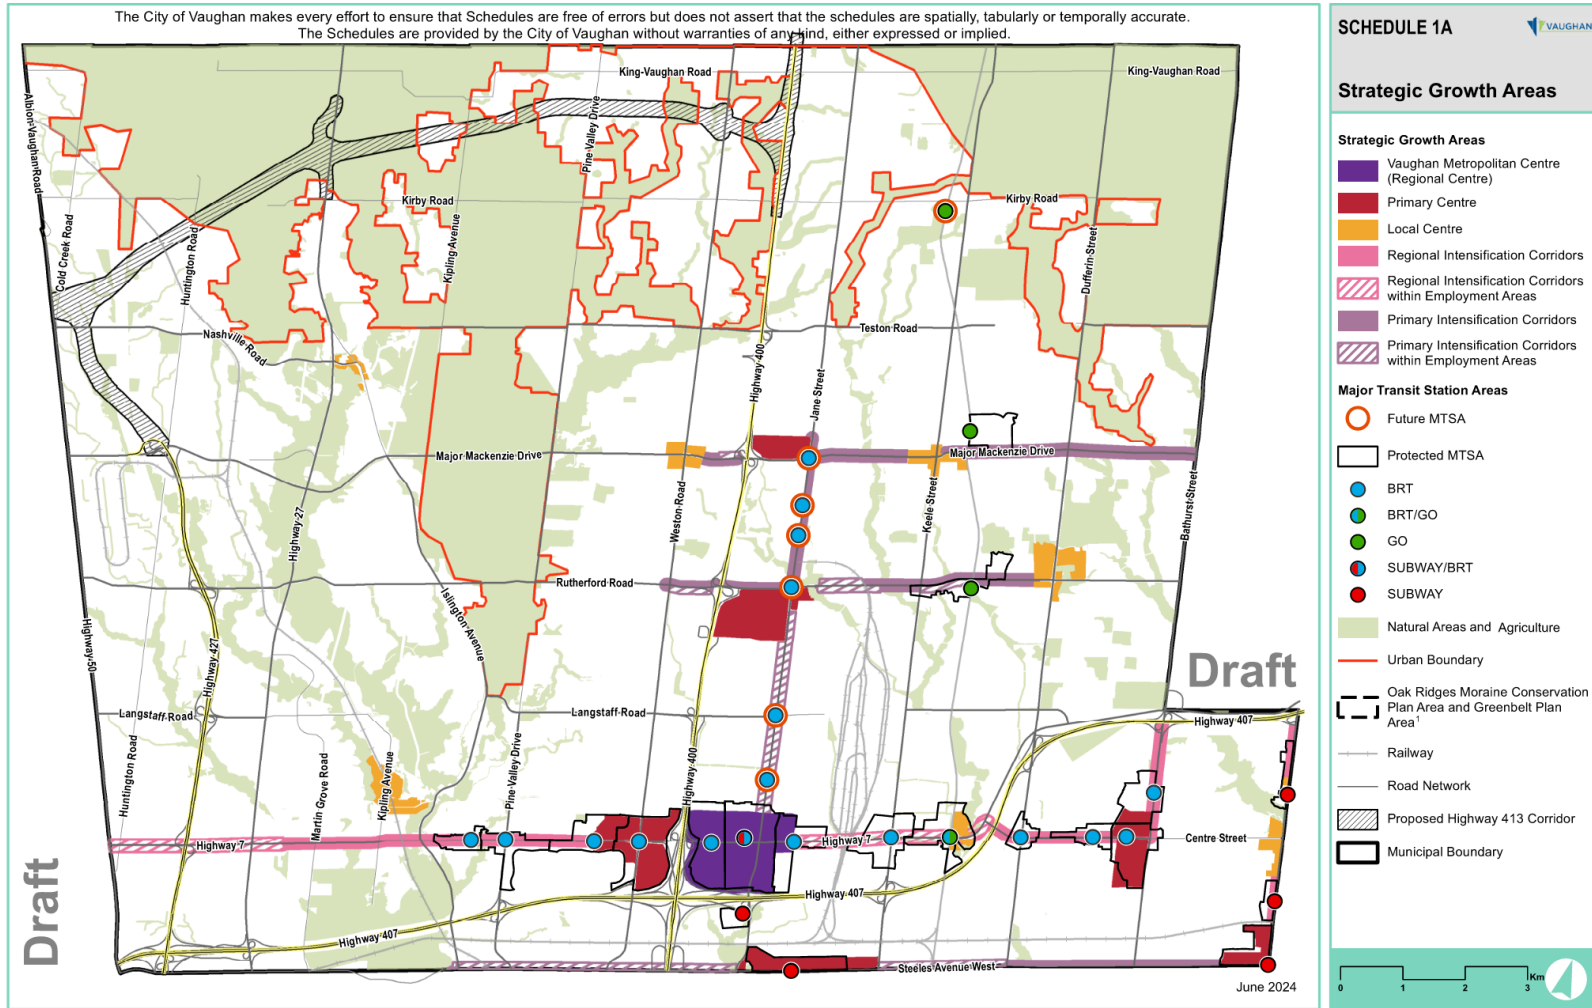 The City of Vaughan makes every effort to ensure that Schedules are free of errors but does not assert that the schedules are spatially, tabularly or temporally accurate.
The Schedules are provided by the City of Vaughan without warranties of any kind, either expressed or implied.
King-Vaughan Road
King-Vaughan Road
Albion-Vaughan Road
Pine Valley Drive
Kirby Road
Kirby Road
Cold Creek Road
Huntington Road
Kipling Avenue
Dufferin Street
Nashville Road
Teston Road
Highway 400
Jane Street
Major Mackenzie Drive
Major Mackenzie Drive
Weston Road
Keele Street
Bathurst Street
Highway 27
Rutherford Road
Islington Avenue
Highway 50
Highway 427
Draft
Langstaff Road
Langstaff Road
Highway 407
Huntington Road
Martin Grove Road
Kipling Avenue
Pine Valley Drive
Highway 400
Highway 7
Highway 7
Centre Street
Highway 407
Highway 407
Steeles Avenue West
Draft
June 2024
SCHEDULE 1A
VAUGHAN
Strategic Growth Areas
Strategic Growth Areas
Vaughan Metropolitan Centre
(Regional Centre)
Primary Centre
Local Centre
Regional Intensification Corridors
Regional Intensification Corridors
within Employment Areas
Primary Intensification Corridors
Primary Intensification Corridors
within Employment Areas
Major Transit Station Areas
Future MTSA
Protected MTSA
BRT
BRT/GO
GO
SUBWAY/BRT
SUBWAY
Natural Areas and Agriculture
Urban Boundary
Oak Ridges Moraine Conservation
Plan Area and Greenbelt Plan
Area1
Railway
Road Network
Proposed Highway 413 Corridor
Municipal Boundary
Km
0 1 2 3